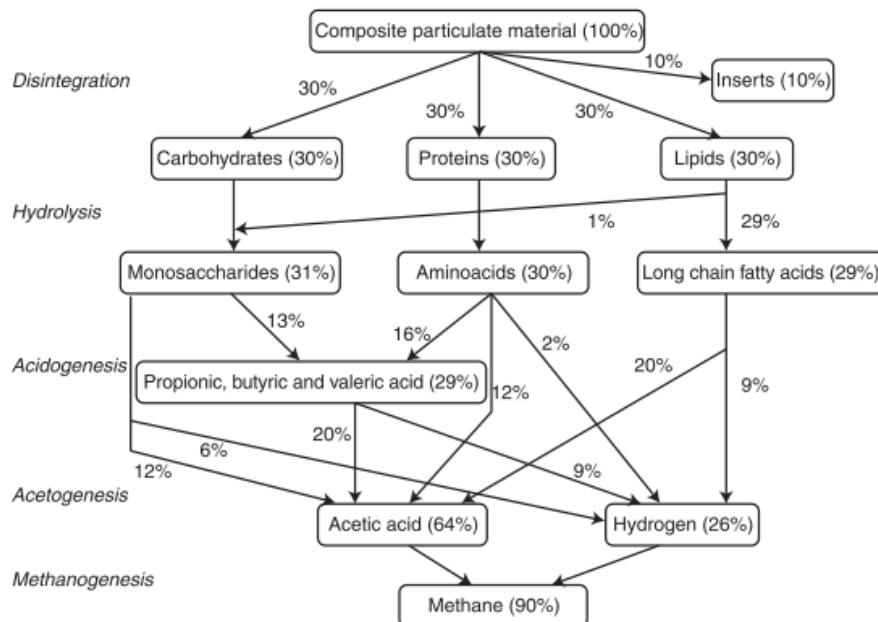 Composite particulate material (100%)
Disintegration
10%
Inserts (10%)
30%
30%
30%
Carbohydrates (30%)
Proteins (30%)
Lipids (30%)
Hydrolysis
1%
29%
Monosaccharides (31%)
Aminoacids (30%)
Long chain fatty acids (29%)
13%
16%
2%
Acidogenesis
20%
9%
Propionic, butyric and valeric acid (29%)
12%
20%
6%
12%
9%
Acetogenesis
Acetic acid (64%)
Hydrogen (26%)
Methanogenesis
Methane (90%)